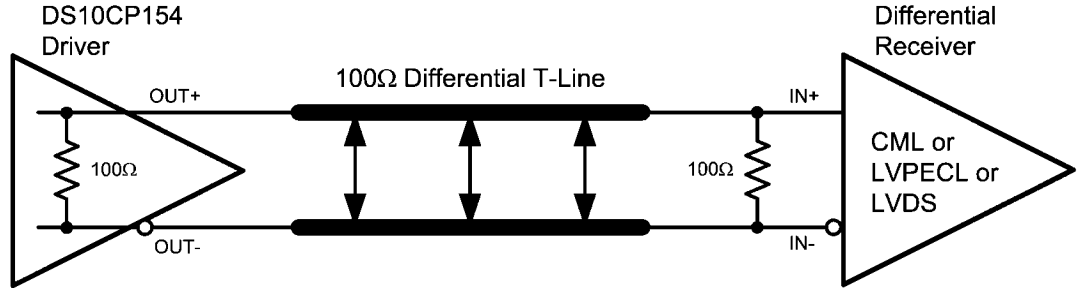 DS10CP154
Driver
Differential
Receiver
100Ω Differential T-Line
OUT+
IN+
100Ω
100Ω
CML or
LVPECL or
LVDS
OUT-
IN-